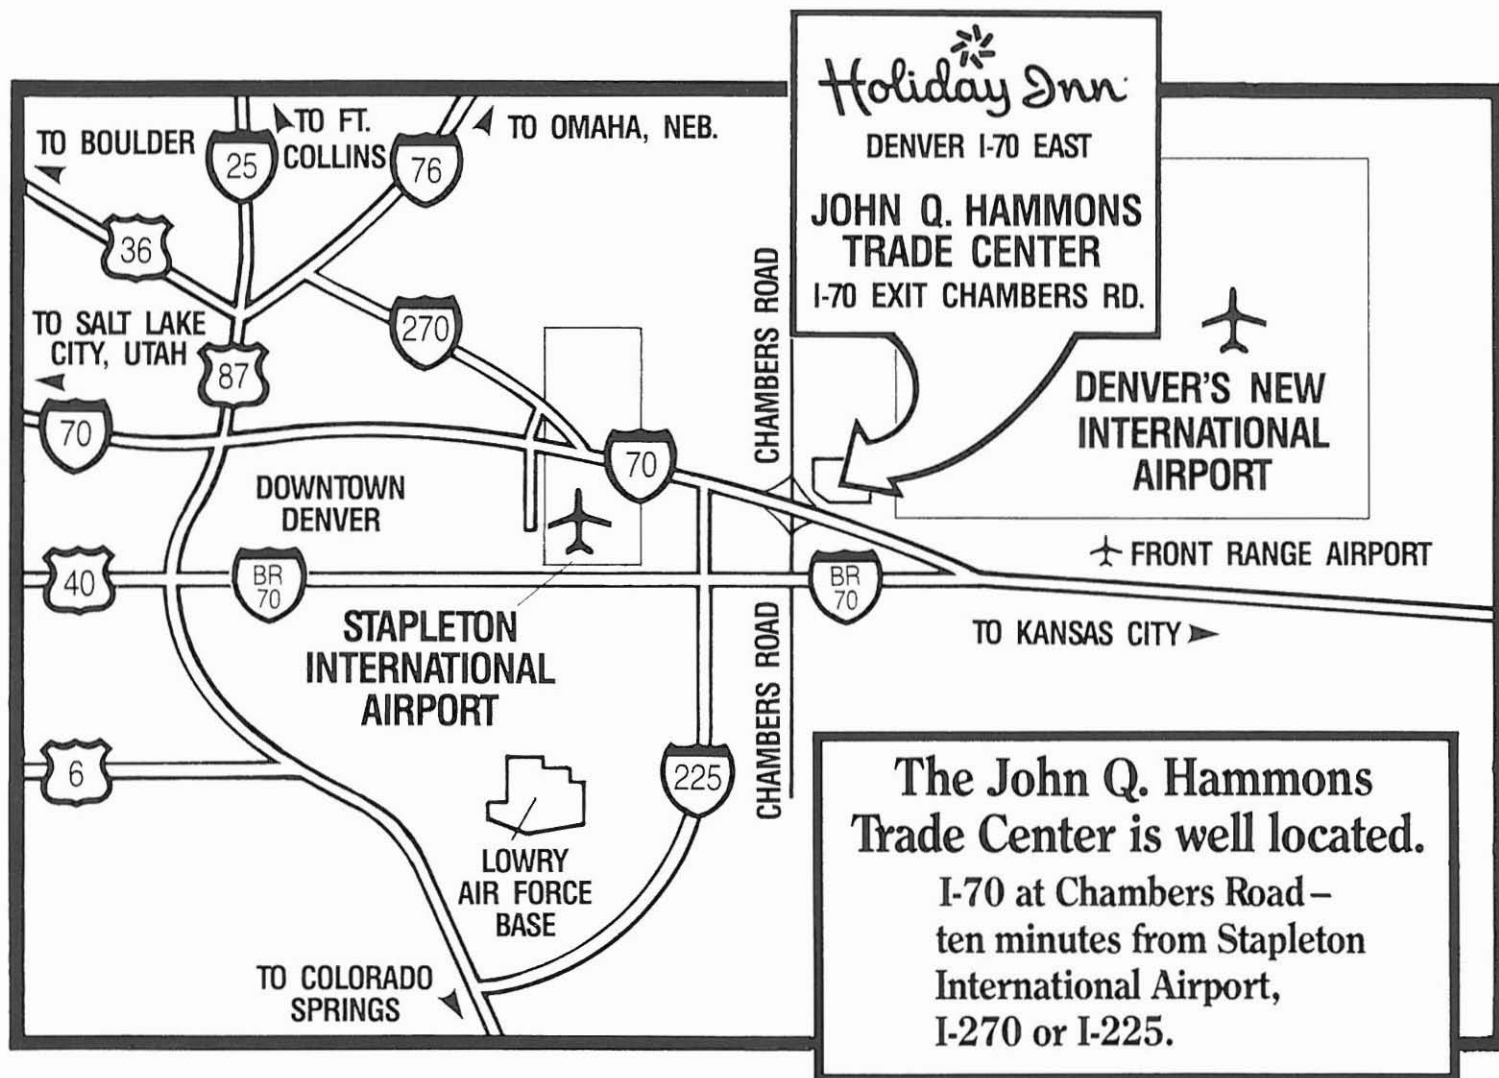 Holiday Inn
DENVER I-70 EAST
JOHN Q. HAMMONS
TRADE CENTER
I-70 EXIT CHAMBERS RD.
TO BOULDER
25
TO FT.
COLLINS
76
TO OMAHA, NEB.
36
TO SALT LAKE
CITY, UTAH
87
270
CHAMBERS ROAD
DENVER'S NEW
INTERNATIONAL
AIRPORT
70
70
DOWNTOWN
DENVER
40
BR
70
BR
70
FRONT RANGE AIRPORT
TO KANSAS CITY
STAPLETON
INTERNATIONAL
AIRPORT
CHAMBERS ROAD
6
225
LOWRY
AIR FORCE
BASE
TO COLORADO
SPRINGS
The John Q. Hammons
Trade Center is well located.
I-70 at Chambers Road–
ten minutes from Stapleton
International Airport,
I-270 or I-225.